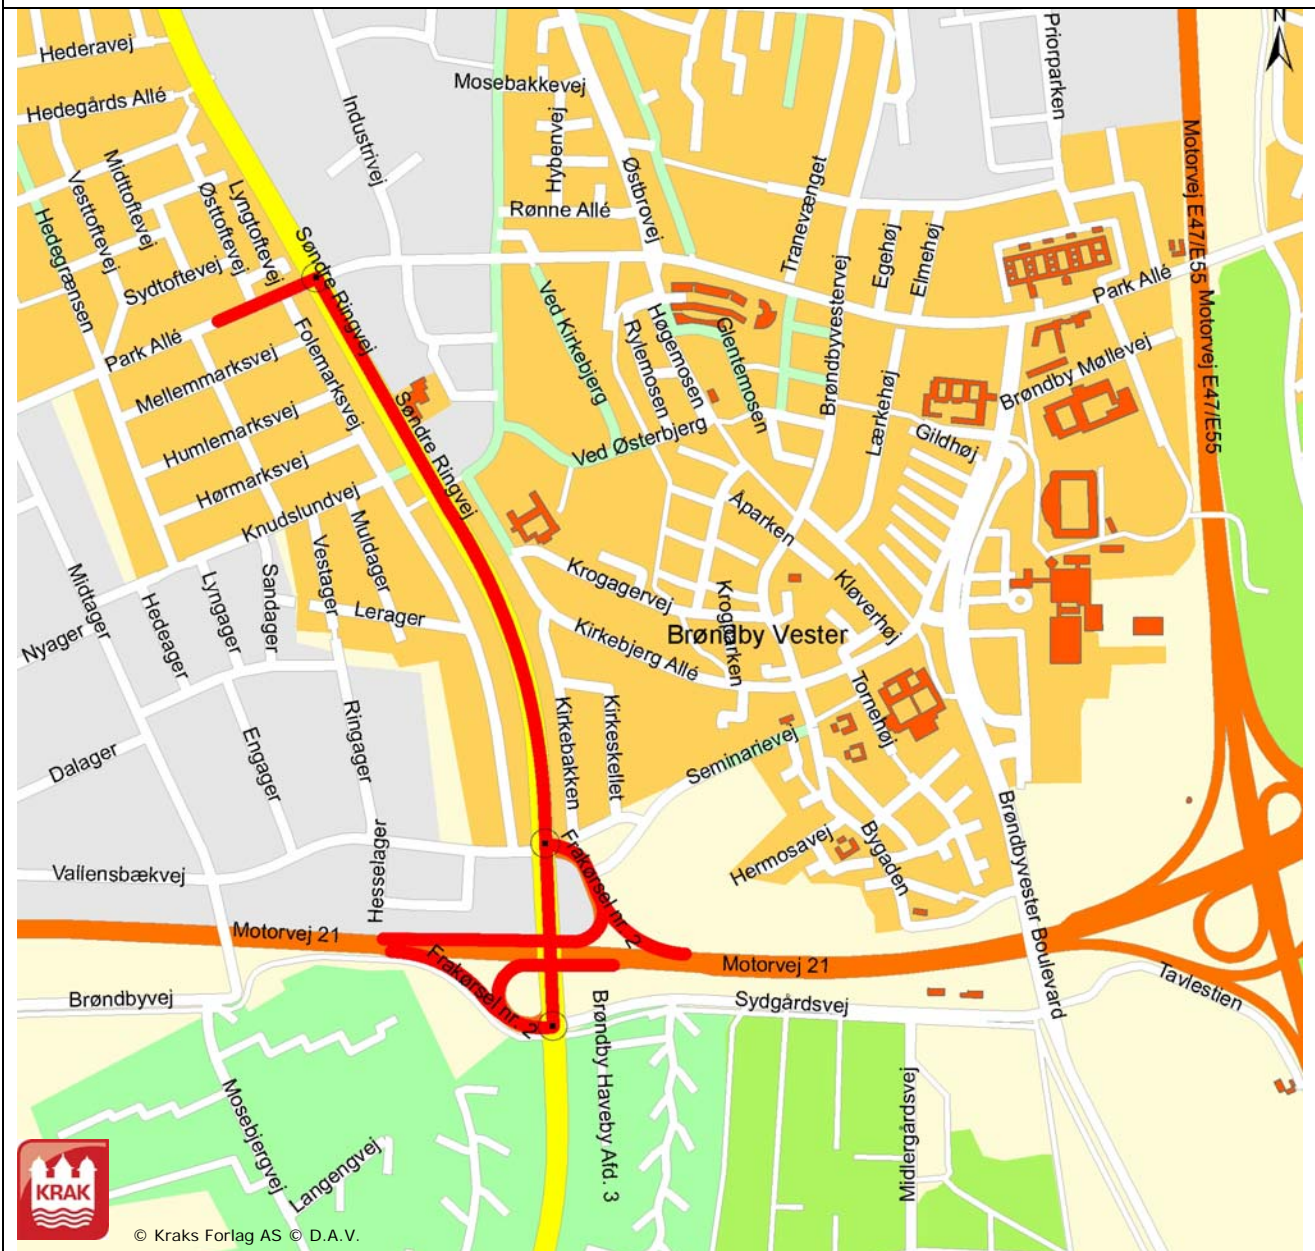 Hederavej
Hedegårds Allé
Mosebakkevej
Priorparken
N
Industrivej
Hybenvej
Østbrovej
Tranevænget
Motorvej E47/E55
Motorvej E47/E55
Midttoftevej
Vesttoftevej
Østtoftevej
Lyngtoftevej
Rønne Allé
Hedegrænsen
Sydtoftevej
Søndre Ringvej
Søndre Ringvej
Brøndbyvestervej
Egehøj
Elmehøj
Park Allé
Park Allé
Ved Kirkebjerg
Høgemosen
Rylemosen
Glentemosen
Folemarksvej
Mellemmarksvej
Humlemarksvej
Hørmarksvej
Knudslundvej
Brøndby Møllevej
Lærkehøj
Gildhøj
Ved Østerbjerg
Åparken
Muldager
Vestager
Sandager
Lyngager
Hedeager
Midtager
Nyager
Lerager
Krogagervej
Kirkebjerg Allé
Krogparken
Kløverhøj
Brøndby Vester
Tornehøj
Dalager
Engager
Ringager
Kirkebakken
Kirkeskellet
Seminarievej
Hermosavej
Bygaden
Brøndbyvester Boulevard
Vallensbækvej
Hesselager
Frakørsel nr. 2
Motorvej 21
Motorvej 21
Frakørsel nr. 2
Brøndbyvej
Brøndby Haveby Afd. 3
Sydgårdsvej
Tavlestien
Mosebjergvej
Langengvej
Midlergårdsvej
KRAK
© Kraks Forlag AS © D.A.V.